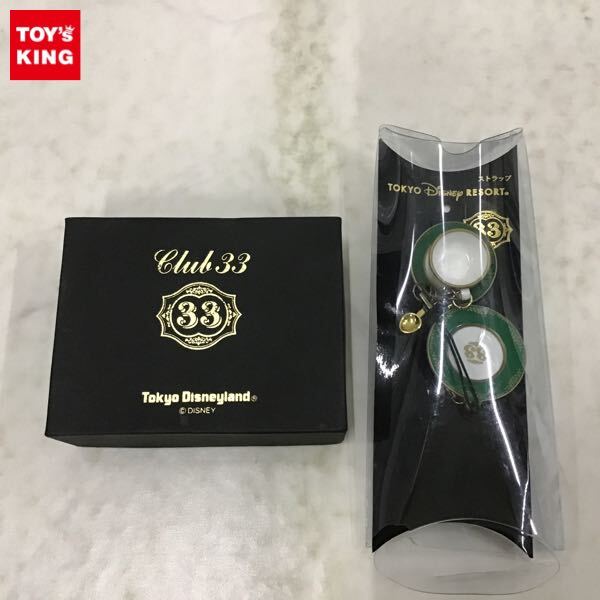 TOY's
KING
Club 33
33
Tokyo Disneyland®
© DISNEY
ストラップ
TOKYO Disney RESORT®
33
33